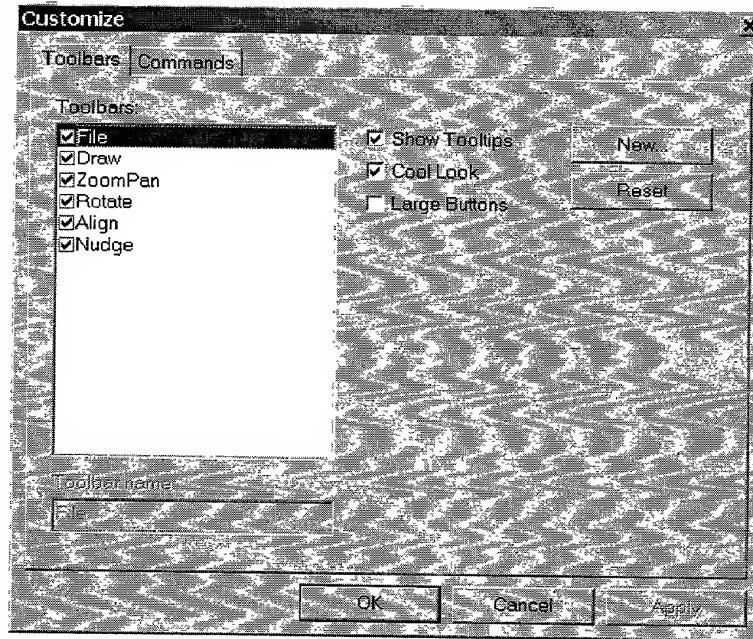 Customize
Toolbars Commands
Toolbars:
File
Draw
ZoomPan
Rotate
Align
Nudge
Show Tooltips
Cool Look
Large Buttons
New...
Reset
Toolbar name
File
OK
Cancel
Apply